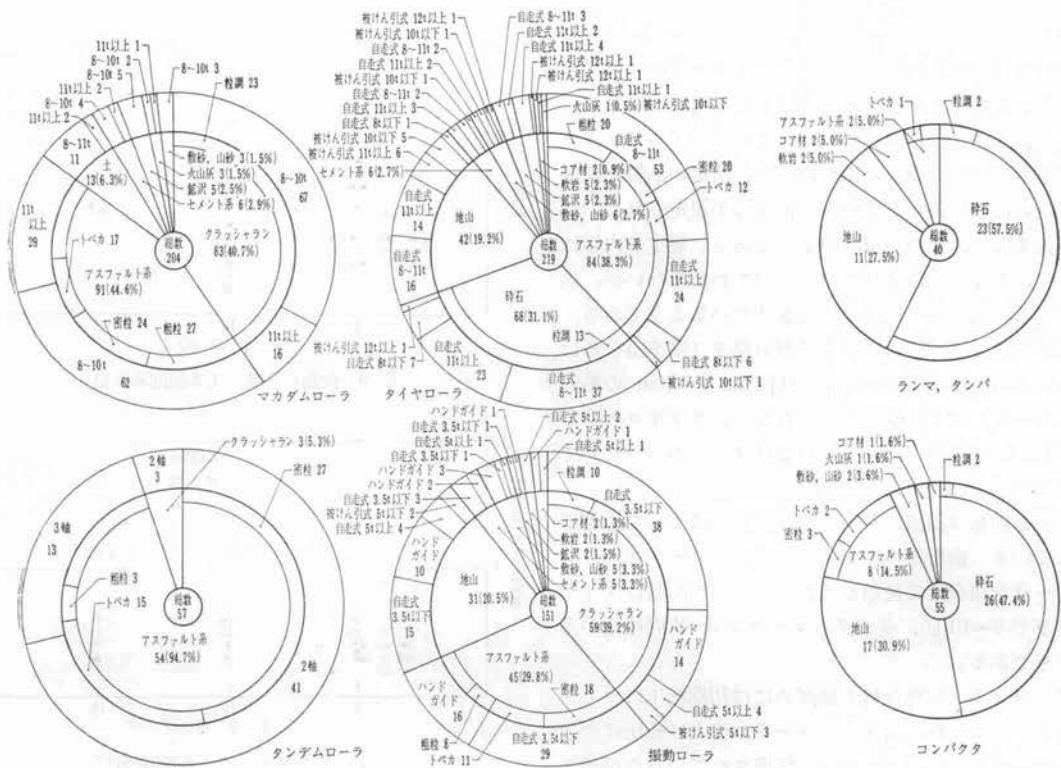 11t以上 1
8~10t 2
8~10t 5
11t以上 2
8~10t 4
11t以上 2
8~11t
11
11t
以上
29
8~10t 3
粒調 23
土
13(6.3%)
敷砂, 山砂 3(1.5%)
火山灰 3(1.5%)
鉱沢 5(2.5%)
セメント系 6(2.9%)
8~10t
67
トペカ 17
総数
204
クラッシャラン
83(40.7%)
アスファルト系
91(44.6%)
密粒 24
粗粒 27
11t以上
16
8~10t
62
マカダムローラ
被けん引式 12t以上 1
被けん引式 10t以下 1
自走式 8~11t 2
自走式 11t以上 2
被けん引式 10t以下 1
自走式 8~11t 2
自走式 11t以上 3
自走式 8t以下 1
被けん引式 10t以下 5
被けん引式 11t以上 6
セメント系 6(2.7%)
自走式 8~11t 3
自走式 12t以上 2
自走式 11t以上 4
被けん引式 12t以上 1
被けん引式 12t以上 1
自走式 11t以上 1
火山灰 1(0.5%) 被けん引式 10t以下
粗粒 20
自走式
8~11t
53
密粒 20
トペカ 12
コア材 2(0.9%)
軟岩 5(2.3%)
鉱沢 5(2.3%)
敷砂, 山砂 6(2.7%)
自走式
11t以上
14
地山
42(19.2%)
総数
219
アスファルト系
84(38.3%)
自走式
8~11t
16
自走式
11t以上
24
砕石
68(31.1%)
粒調 13
被けん引式 12t以上 1
自走式 8t以下 7
自走式
11t以上
23
自走式 8t以下 6
被けん引式 10t以下 1
自走式
8~11t 37
タイヤローラ
トペカ 1
粒調 2
アスファルト系
2(5.0%)
コア材 2(5.0%)
軟岩 2(5.0%)
砕石
23(57.5%)
地山
11(27.5%)
総数
40
ランマ, タンパ
2軸
3
クラッシャラン 3(5.3%)
密粒 27
3軸
13
粗粒 3
トペカ 15
総数
57
アスファルト系
54(94.7%)
2軸
41
タンデムローラ
ハンドガイド 1
自走式 3.5t以下 1
自走式 5t以上 1
自走式 3.5t以下 1
ハンドガイド 3
ハンドガイド 2
自走式 3.5t以下 3
被けん引式 5t以下 2
自走式 5t以上 4
自走式 5t以上 2
ハンドガイド 1
自走式 5t以上 1
粒調 10
自走式
3.5t以下
38
コア材 2(1.3%)
軟岩 2(1.3%)
鉱沢 2(1.5%)
敷砂, 山砂 5(3.3%)
セメント系 5(3.3%)
ハンド
ガイド
10
地山
31(20.5%)
総数
151
クラッシャラン
59(39.2%)
自走式
3.5t以下
15
ハンド
ガイド
14
アスファルト系
45(29.8%)
密粒 18
ハンド
ガイド
16
粗粒 8
トペカ 11
自走式 3.5t以下
29
自走式 5t以上 4
被けん引式 5t以下 3
振動ローラ
コア材 1(1.6%)
火山灰 1(1.6%)
敷砂, 山砂 2(3.6%)
粒調 2
トペカ 2
密粒 3
アスファルト系
8(14.5%)
砕石
26(47.4%)
総数
55
地山
17(30.9%)
コンパクタ